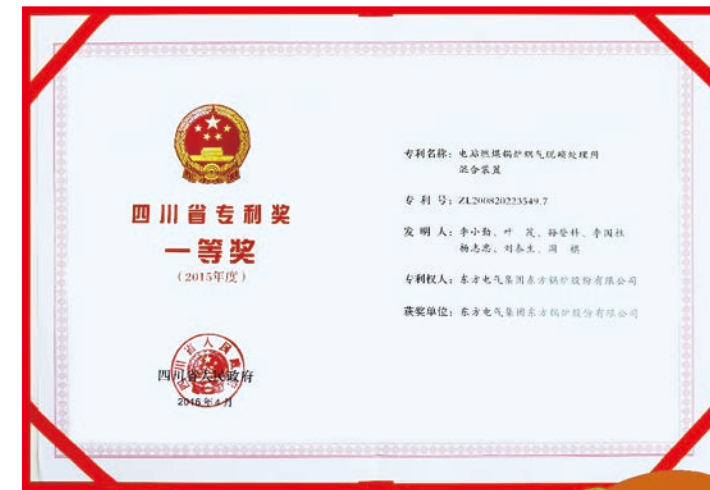 四川省专利奖
一等奖
(2015年度)
四川省人民政府
2016年4月
专利名称：电站燃煤锅炉烟气脱硝处理用
混合装置
专 利 号：ZL200820223549.7
发 明 人：李小勤、叶 茂、李国柱
杨志忠、刘泰生、周 棋
专利权人：东方电气集团东方锅炉股份有限公司
获奖单位：东方电气集团东方锅炉股份有限公司